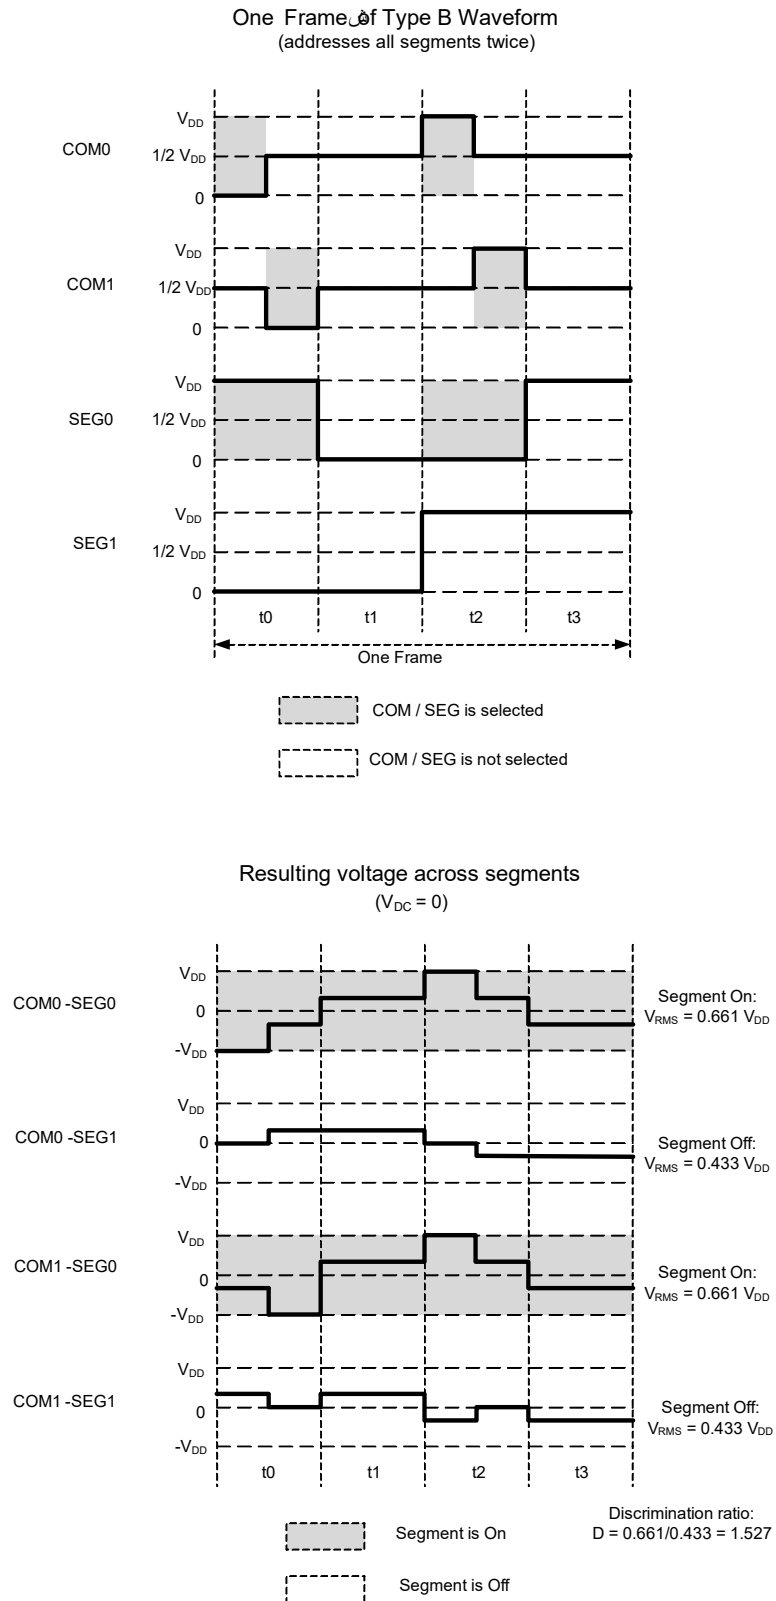 One Frame of Type B Waveform
(addresses all segments twice)
COM0
VDD
1/2 VDD
0
COM1
VDD
1/2 VDD
0
SEG0
VDD
1/2 VDD
0
SEG1
VDD
1/2 VDD
0
t0 t1 t2 t3
One Frame
COM / SEG is selected
COM / SEG is not selected
Resulting voltage across segments
(VDC = 0)
COM0 -SEG0
VDD
0
-VDD
Segment On:
VRMS = 0.661 VDD
COM0 -SEG1
VDD
0
-VDD
Segment Off:
VRMS = 0.433 VDD
COM1 -SEG0
VDD
0
-VDD
Segment On:
VRMS = 0.661 VDD
COM1 -SEG1
VDD
0
-VDD
Segment Off:
VRMS = 0.433 VDD
t0 t1 t2 t3
Segment is On
Segment is Off
Discrimination ratio:
D = 0.661/0.433 = 1.527